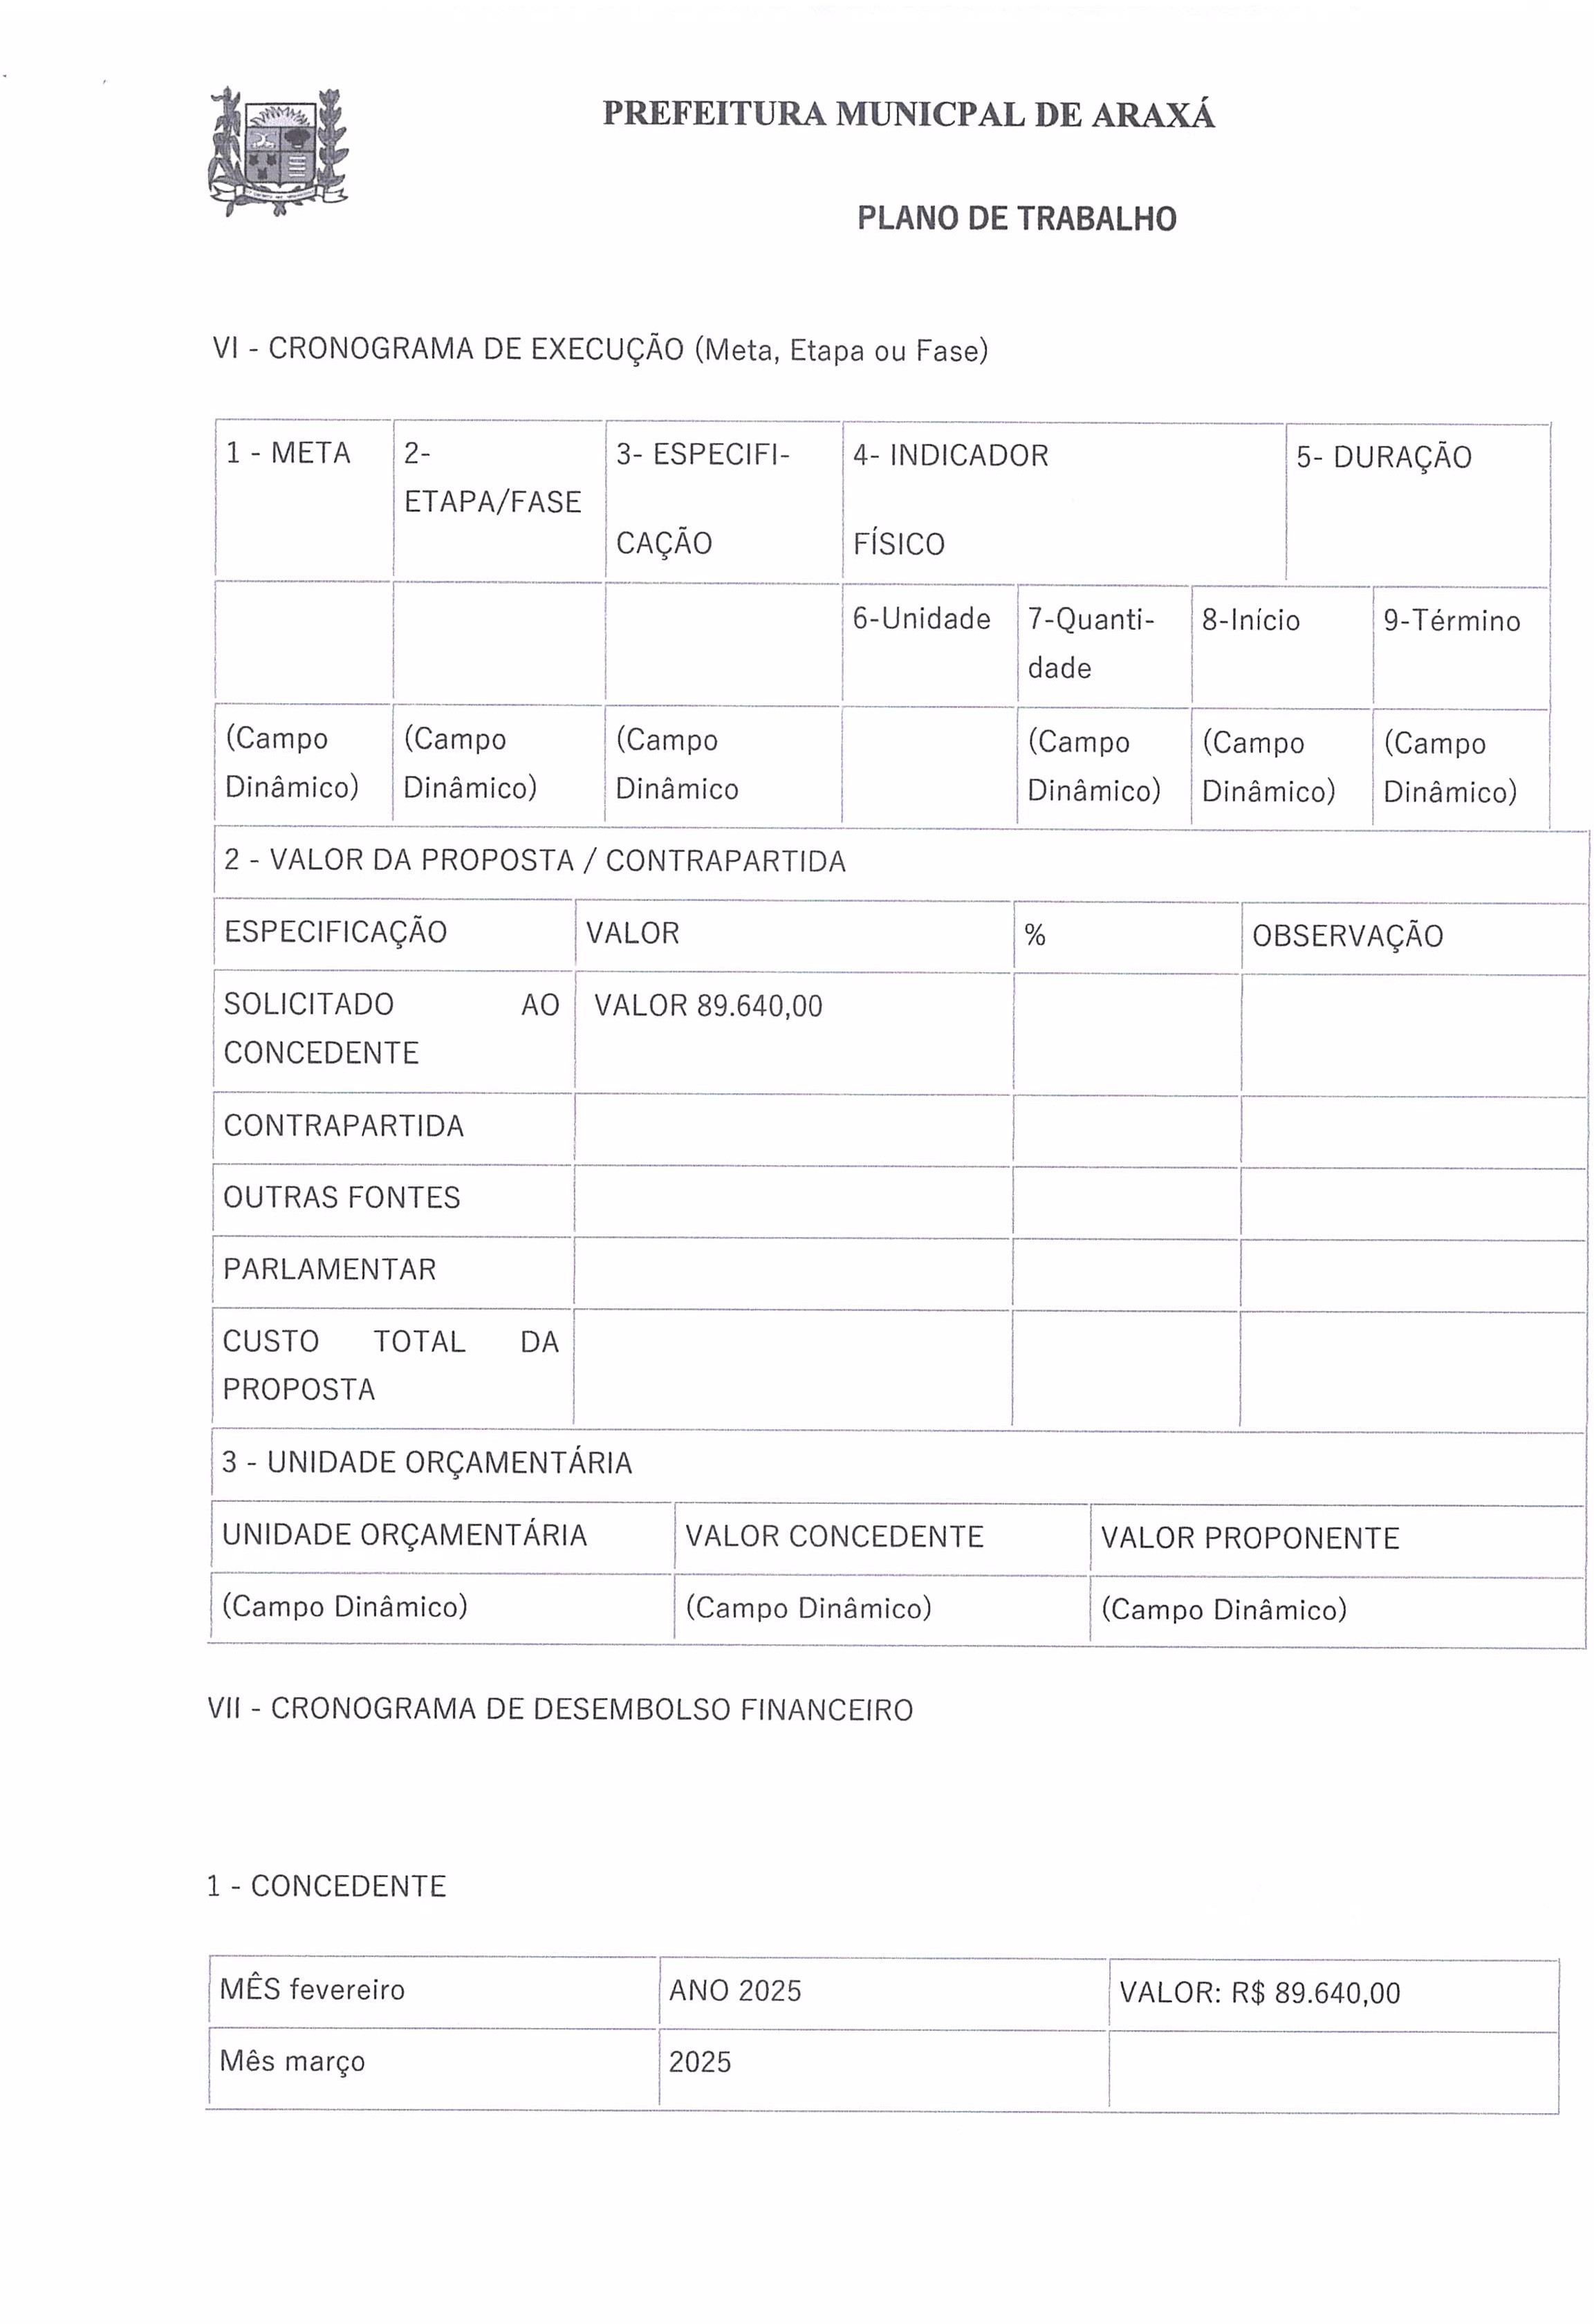 PREFEITURA MUNICPAL DE ARAXÁ
PLANO DE TRABALHO
VI - CRONOGRAMA DE EXECUÇÃO (Meta, Etapa ou Fase)
1 - META
2-
ETAPA/FASE
3- ESPECIFI-
CAÇÃO
4- INDICADOR
FÍSICO
5- DURAÇÃO
6-Unidade
7-Quanti-
dade
8-Início
9-Término
(Campo
Dinâmico)
(Campo
Dinâmico)
(Campo
Dinâmico
(Campo
Dinâmico)
(Campo
Dinâmico)
(Campo
Dinâmico)
2 - VALOR DA PROPOSTA / CONTRAPARTIDA
ESPECIFICAÇÃO VALOR % OBSERVAÇÃO
SOLICITADO AO
CONCEDENTE
VALOR 89.640,00
CONTRAPARTIDA
OUTRAS FONTES
PARLAMENTAR
CUSTO TOTAL DA
PROPOSTA
3 - UNIDADE ORÇAMENTÁRIA
UNIDADE ORÇAMENTÁRIA VALOR CONCEDENTE VALOR PROPONENTE
(Campo Dinâmico) (Campo Dinâmico) (Campo Dinâmico)
VII - CRONOGRAMA DE DESEMBOLSO FINANCEIRO
1 - CONCEDENTE
MÊS fevereiro ANO 2025 VALOR: R$ 89.640,00
Mês março 2025